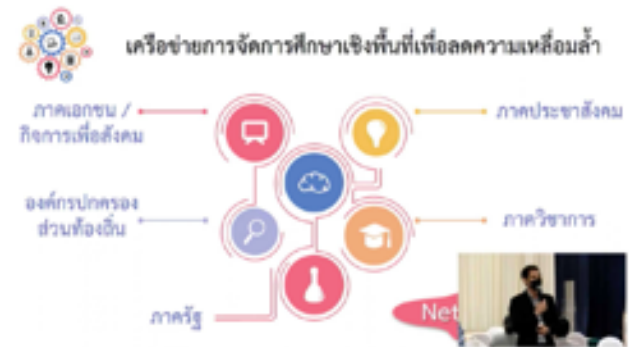 เครือข่ายการจัดการศึกษาเชิงพื้นที่เพื่อลดความเหลื่อมล้ำ
ภาคเอกชน /
กิจการเพื่อสังคม
ภาคประชาสังคม
องค์กรปกครอง
ส่วนท้องถิ่น
ภาควิชาการ
ภาครัฐ
Net